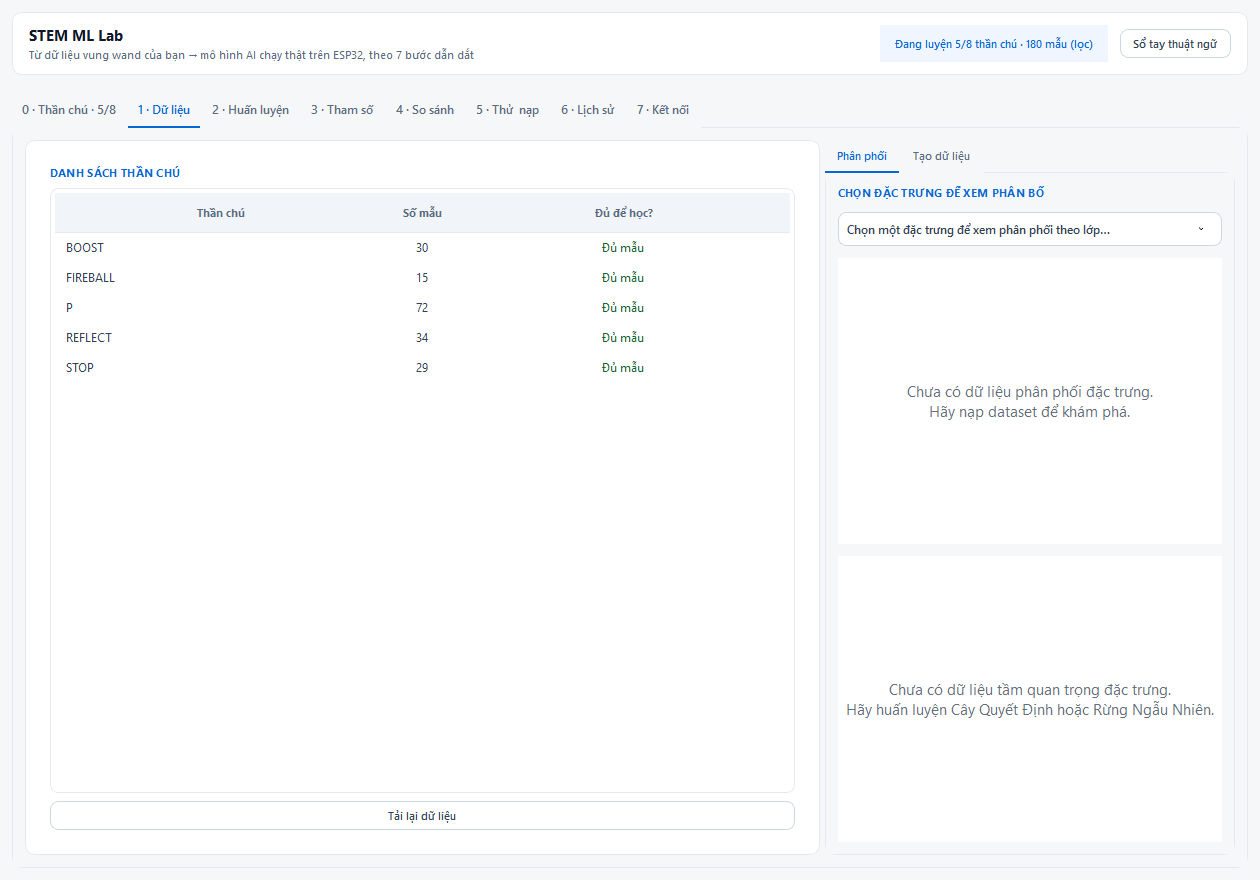 STEM ML Lab
Từ dữ liệu vung wand của bạn → mô hình AI chạy thật trên ESP32, theo 7 bước dẫn dắt
Đang luyện 5/8 thần chú · 180 mẫu (lọc)
Sổ tay thuật ngữ
0 · Thần chú · 5/8
1 · Dữ liệu
2 · Huấn luyện
3 · Tham số
4 · So sánh
5 · Thử nạp
6 · Lịch sử
7 · Kết nối
DANH SÁCH THẦN CHÚ
Thần chú Số mẫu Đủ để học?
BOOST 30 Đủ mẫu
FIREBALL 15 Đủ mẫu
P 72 Đủ mẫu
REFLECT 34 Đủ mẫu
STOP 29 Đủ mẫu
Tải lại dữ liệu
Phân phối
Tạo dữ liệu
CHỌN ĐẶC TRƯNG ĐỂ XEM PHÂN BỐ
Chọn một đặc trưng để xem phân phối theo lớp...
Chưa có dữ liệu phân phối đặc trưng.
Hãy nạp dataset để khám phá.
Chưa có dữ liệu tầm quan trọng đặc trưng.
Hãy huấn luyện Cây Quyết Định hoặc Rừng Ngẫu Nhiên.